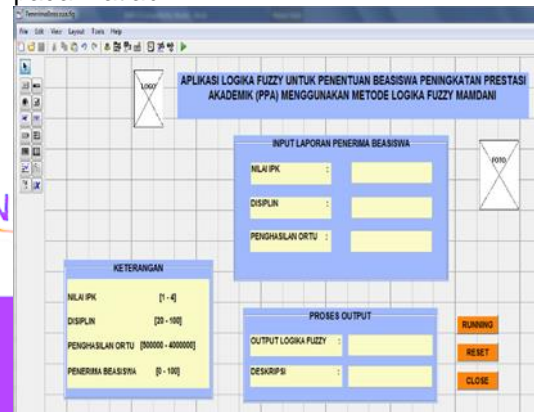 File Edit View Layout Tools Help
LOGO
APLIKASI LOGIKA FUZZY UNTUK PENENTUAN BEASISWA PENINGKATAN PRESTASI
AKADEMIK (PPA) MENGGUNAKAN METODE LOGIKA FUZZY MAMDANI
INPUT LAPORAN PENERIMA BEASISWA
NILAI IPK :
DISIPLIN :
PENGHASILAN ORTU :
FOTO
KETERANGAN
NILAI IPK [1 - 4]
DISIPLIN [20 - 100]
PENGHASILAN ORTU [500000 - 4000000]
PENERIMA BEASISWA [0 - 100]
PROSES OUTPUT
OUTPUT LOGIKA FUZZY :
DESKRIPSI :
RUNNING
RESET
CLOSE